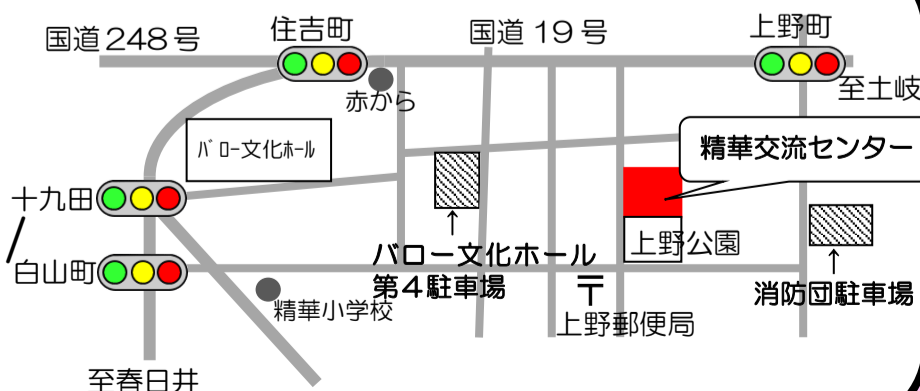 国道248号
住吉町
国道 19 号
上野町
赤から
至土岐
バロー文化ホール
精華交流センター
十九田
上野公園
バロー文化ホール
第4駐車場
白山町
精華小学校
〒
上野郵便局
↑
↑
消防団駐車場
至春日井